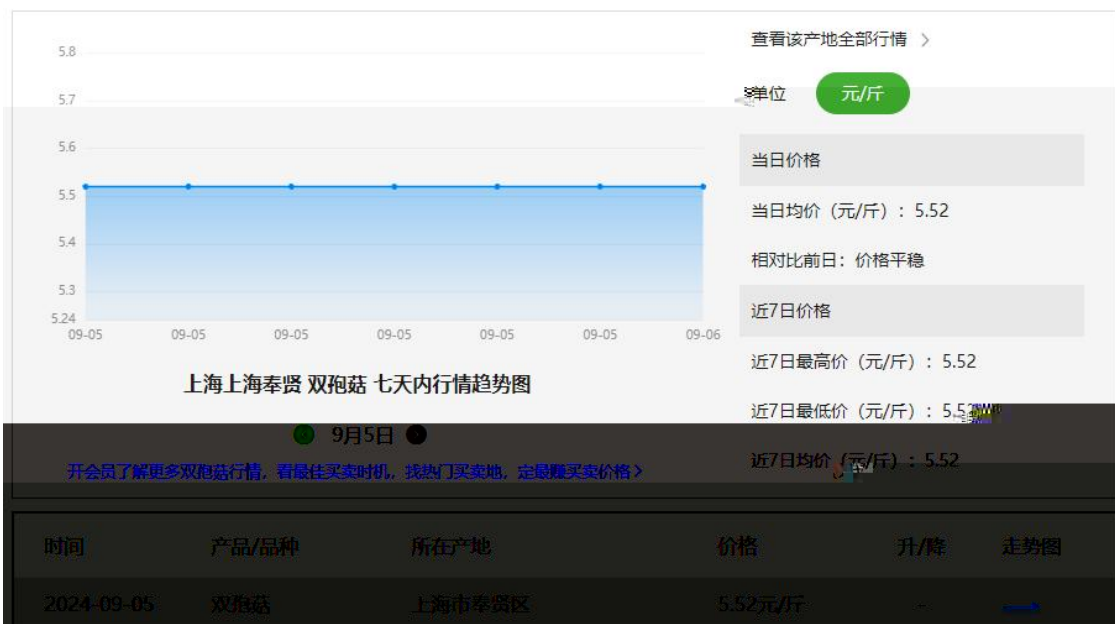 5.8
5.7
5.6
5.5
5.4
5.3
5.24
09-05 09-05 09-05 09-05 09-05 09-05 09-06
上海上海奉贤 双孢菇 七天内行情趋势图
9月5日
开会员了解更多双孢菇行情，看最佳买卖时机，找热门买卖地，定最赚买卖价格>
查看该产地全部行情 >
单位 元/斤
当日价格
当日均价（元/斤）: 5.52
相对比前日: 价格平稳
近7日价格
近7日最高价（元/斤）: 5.52
近7日最低价（元/斤）: 5.52
近7日均价（元/斤）: 5.52
时间 产品/品种 所在产地 价格 升/降 走势图
2024-09-05 双孢菇 上海市奉贤区 5.52元/斤 -